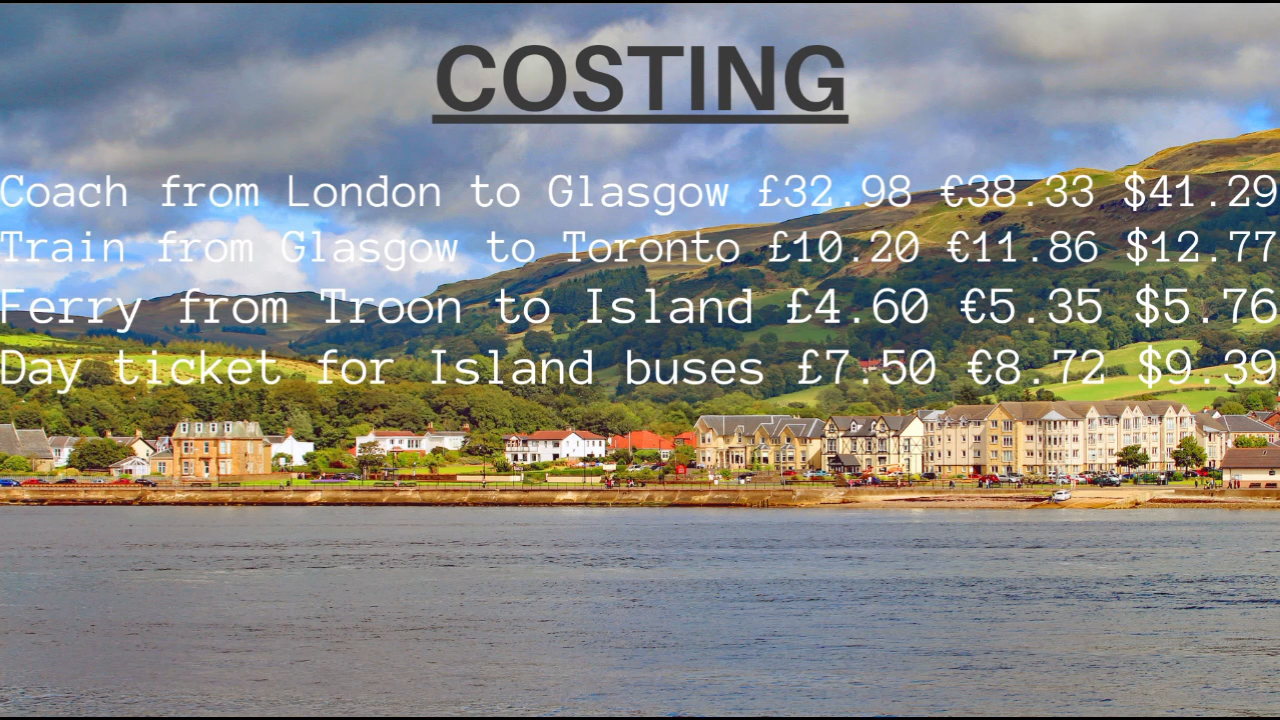 COSTING
Coach from London to Glasgow £32.98 €38.33 $41.29
Train from Glasgow to Toronto £10.20 €11.86 $12.77
Ferry from Troon to Island £4.60 €5.35 $5.76
Day ticket for Island buses £7.50 €8.72 $9.39